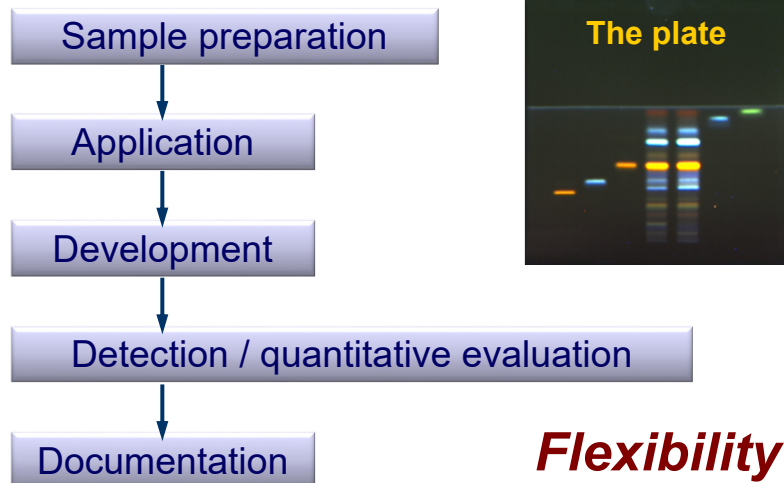 Sample preparation
The plate
Application
Development
Detection / quantitative evaluation
Documentation
Flexibility